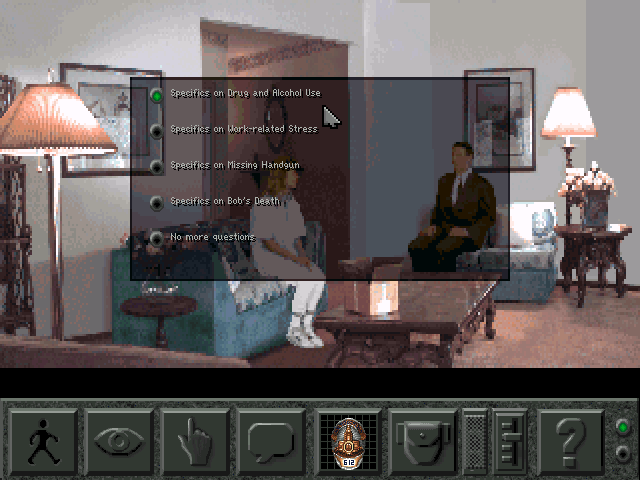 Specifics on Drug and Alcohol Use
Specifics on Work-related Stress
Specifics on Missing Handgun
Specifics on Bob's Death
No more questions
612